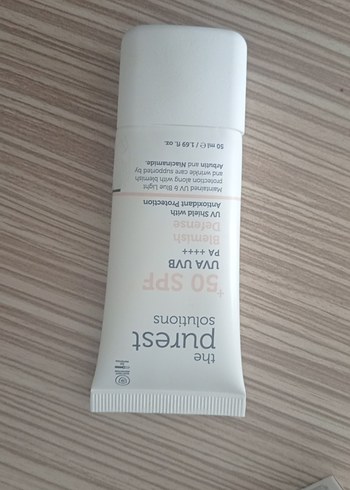 the
purest
solutions
+50 SPF
UVA UVB
PA ++++
Blemish
Defense
UV Shield with
Antioxidant Protection
Maintained UV & Blue Light
protection along with blemish
and wrinkle care supported by
Arbutin and Niacinamide.
50 ml ℮ / 1.69 fl. oz.